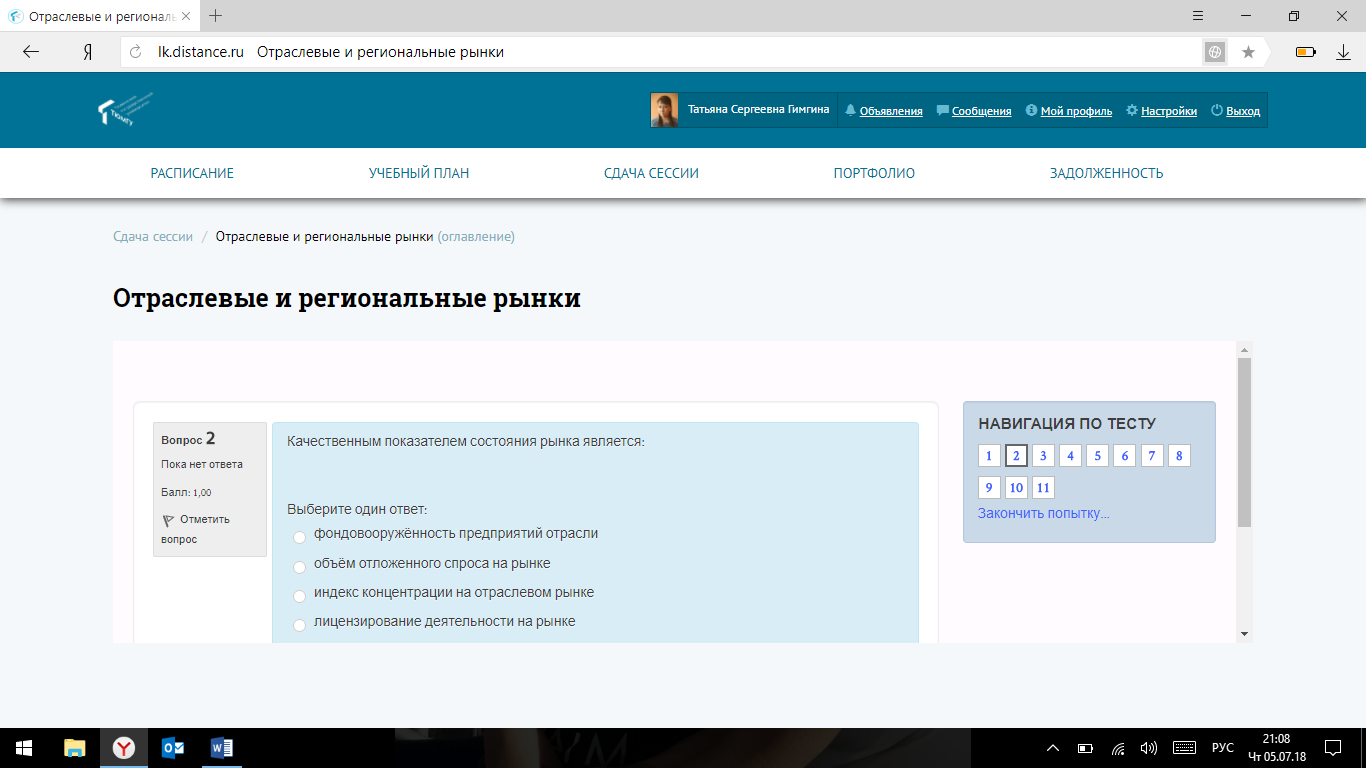 Отраслевые и региональ
lk.distance.ru Отраслевые и региональные рынки
ТюмГУ
Татьяна Сергеевна Гимгина Объявления Сообщения Мой профиль Настройки Выход
РАСПИСАНИЕ УЧЕБНЫЙ ПЛАН СДАЧА СЕССИИ ПОРТФОЛИО ЗАДОЛЖЕННОСТЬ
Сдача сессии / Отраслевые и региональные рынки (оглавление)
Отраслевые и региональные рынки
Вопрос 2
Пока нет ответа
Балл: 1,00
Отметить
вопрос
Качественным показателем состояния рынка является:
Выберите один ответ:
фондовооружённость предприятий отрасли
объём отложенного спроса на рынке
индекс концентрации на отраслевом рынке
лицензирование деятельности на рынке
НАВИГАЦИЯ ПО ТЕСТУ
1 2 3 4 5 6 7 8
9 10 11
Закончить попытку...
РУС
21:08
Чт 05.07.18